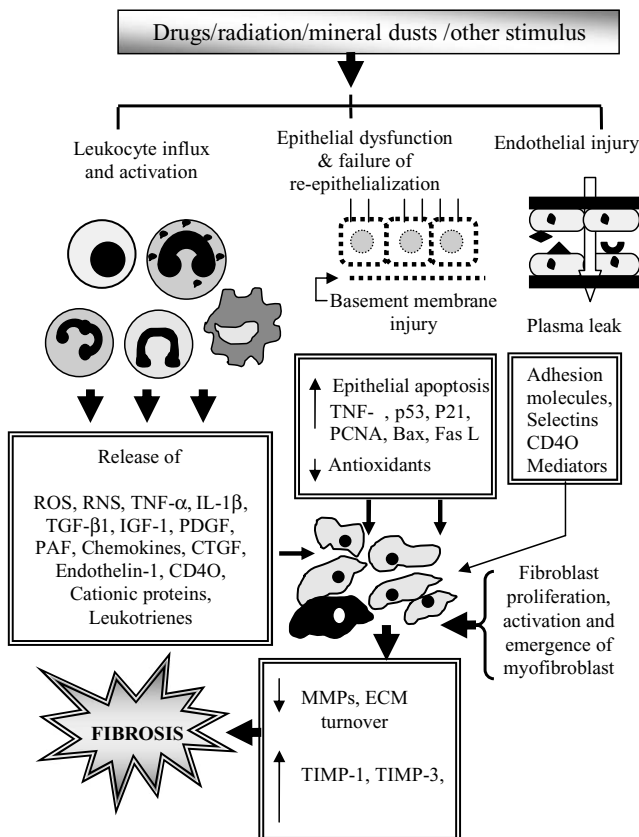 Drugs/radiation/mineral dusts /other stimulus
Leukocyte influx
and activation
Epithelial dysfunction
& failure of
re-epithelialization
Endothelial injury
Basement membrane
injury
Plasma leak
Epithelial apoptosis
TNF- , p53, P21,
PCNA, Bax, Fas L
Antioxidants
Adhesion
molecules,
Selectins
CD4O
Mediators
Release of
ROS, RNS, TNF-α, IL-1β,
TGF-β1, IGF-1, PDGF,
PAF, Chemokines, CTGF,
Endothelin-1, CD4O,
Cationic proteins,
Leukotrienes
Fibroblast
proliferation,
activation and
emergence of
myofibroblast
MMPs, ECM
turnover
TIMP-1, TIMP-3,
FIBROSIS